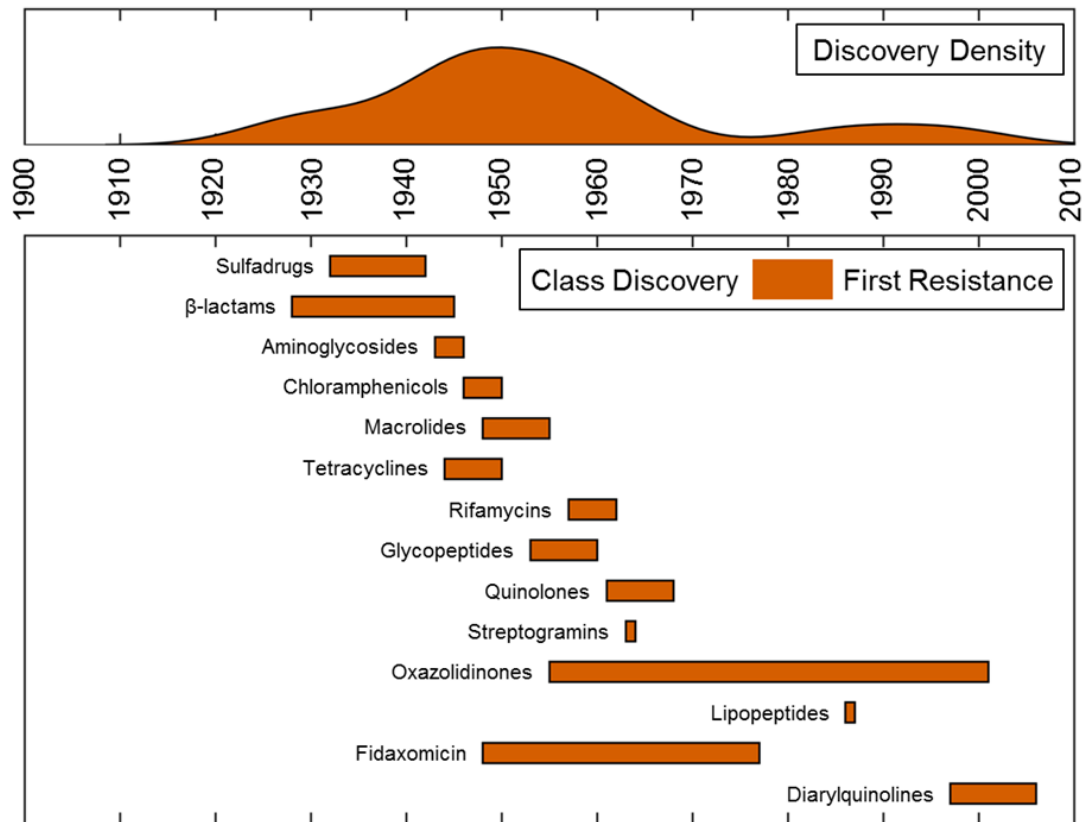 Discovery Density
1900 1910 1920 1930 1940 1950 1960 1970 1980 1990 2000 2010
Class Discovery First Resistance
Sulfadrugs
β-lactams
Aminoglycosides
Chloramphenicols
Macrolides
Tetracyclines
Rifamycins
Glycopeptides
Quinolones
Streptogramins
Oxazolidinones
Lipopeptides
Fidaxomicin
Diarylquinolines